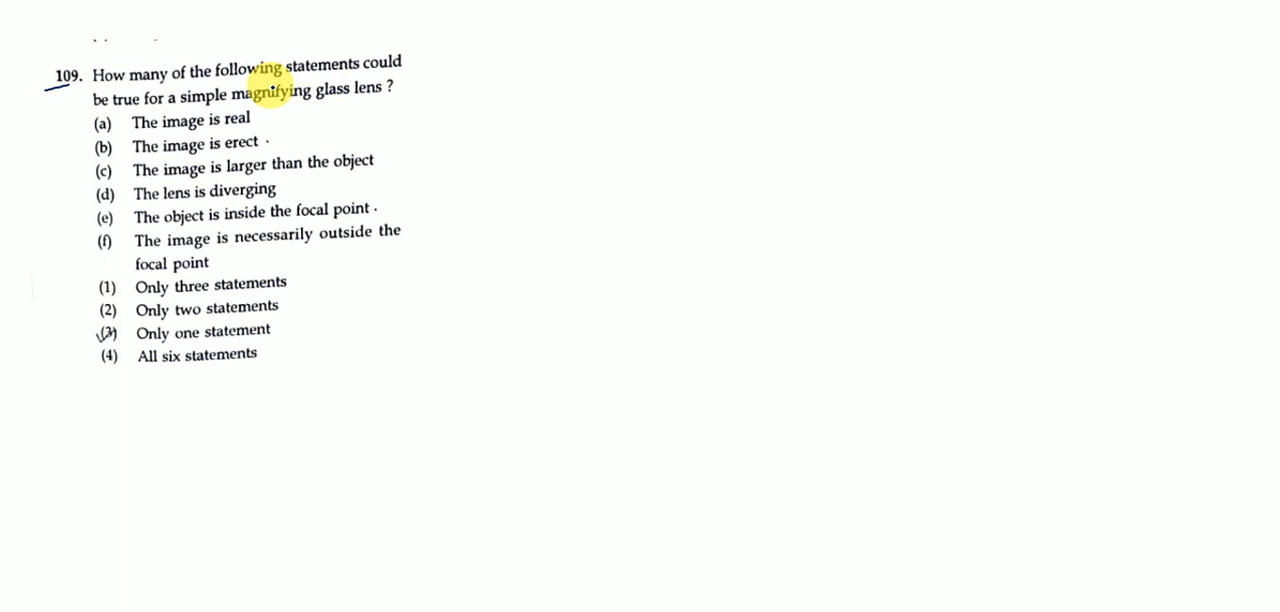 109. How many of the following statements could
be true for a simple magnifying glass lens ?
(a) The image is real
(b) The image is erect
(c) The image is larger than the object
(d) The lens is diverging
(e) The object is inside the focal point .
(f) The image is necessarily outside the
focal point
(1) Only three statements
(2) Only two statements
(3) Only one statement
(4) All six statements